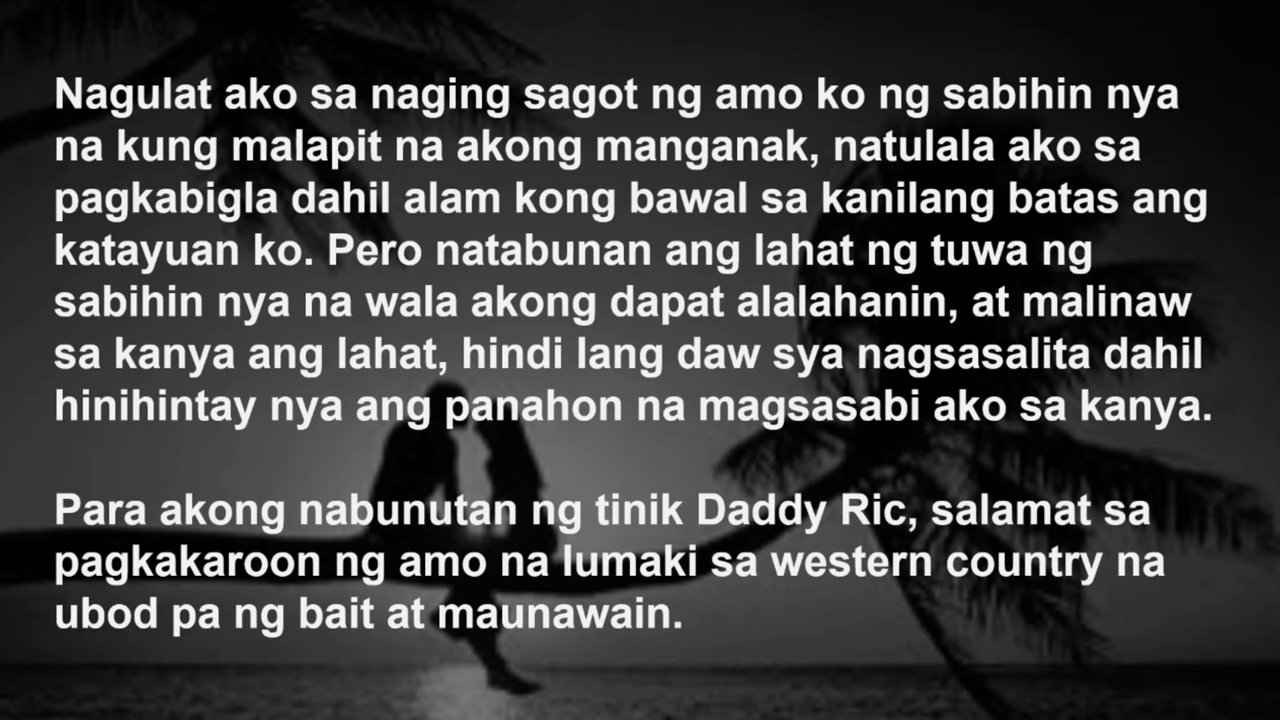 Nagulat ako sa naging sagot ng amo ko ng sabihin nya
na kung malapit na akong manganak, natulala ako sa
pagkabigla dahil alam kong bawal sa kanilang batas ang
katayuan ko. Pero natabunan ang lahat ng tuwa ng
sabihin nya na wala akong dapat alalahanin, at malinaw
sa kanya ang lahat, hindi lang daw sya nagsasalita dahil
hinihintay nya ang panahon na magsasabi ako sa kanya.
Para akong nabunutan ng tinik Daddy Ric, salamat sa
pagkakaroon ng amo na lumaki sa western country na
ubod pa ng bait at maunawain.